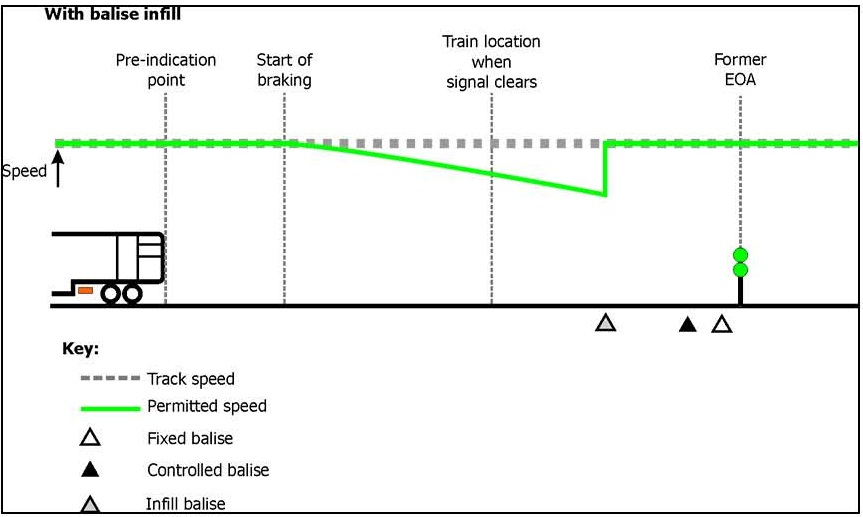 With balise infill
Pre-indication
point
Start of
braking
Train location
when
signal clears
Former
EOA
Speed
Key:
Track speed
Permitted speed
Fixed balise
Controlled balise
Infill balise